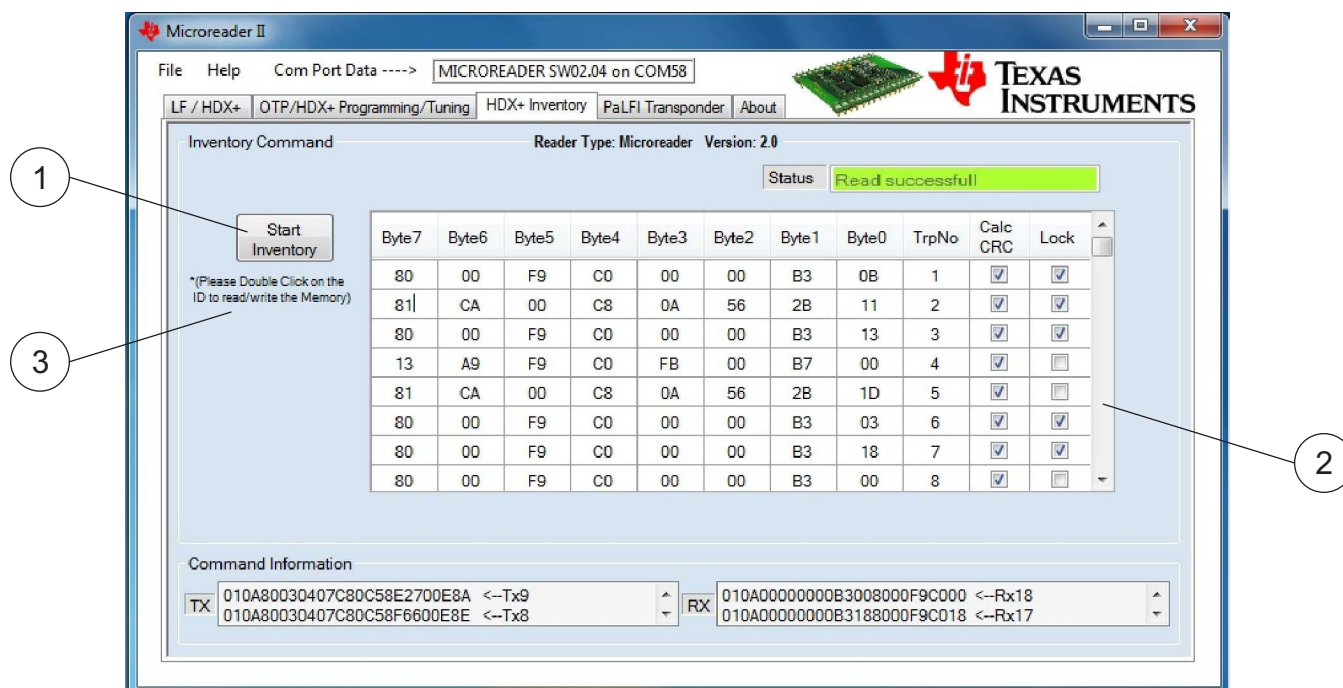 Microreader II
File Help Com Port Data ----> MICROREADER SW02.04 on COM58
TEXAS
INSTRUMENTS
LF / HDX+ OTP/HDX+ Programming/Tuning HDX+ Inventory PaLFI Transponder About
Inventory Command Reader Type: Microreader Version: 2.0
Status Read successfull
1
Start
Inventory
*(Please Double Click on the
ID to read/write the Memory)
3
Byte7 Byte6 Byte5 Byte4 Byte3 Byte2 Byte1 Byte0 TrpNo Calc CRC Lock
80 00 F9 C0 00 00 B3 0B 1
81 CA 00 C8 0A 56 2B 11 2
80 00 F9 C0 00 00 B3 13 3
13 A9 F9 C0 FB 00 B7 00 4
81 CA 00 C8 0A 56 2B 1D 5
80 00 F9 C0 00 00 B3 03 6
80 00 F9 C0 00 00 B3 18 7
80 00 F9 C0 00 00 B3 00 8
2
Command Information
TX 010A80030407C80C58E2700E8A <--Tx9
010A80030407C80C58F6600E8E <--Tx8
RX 010A00000000B3008000F9C000 <--Rx18
010A00000000B3188000F9C018 <--Rx17